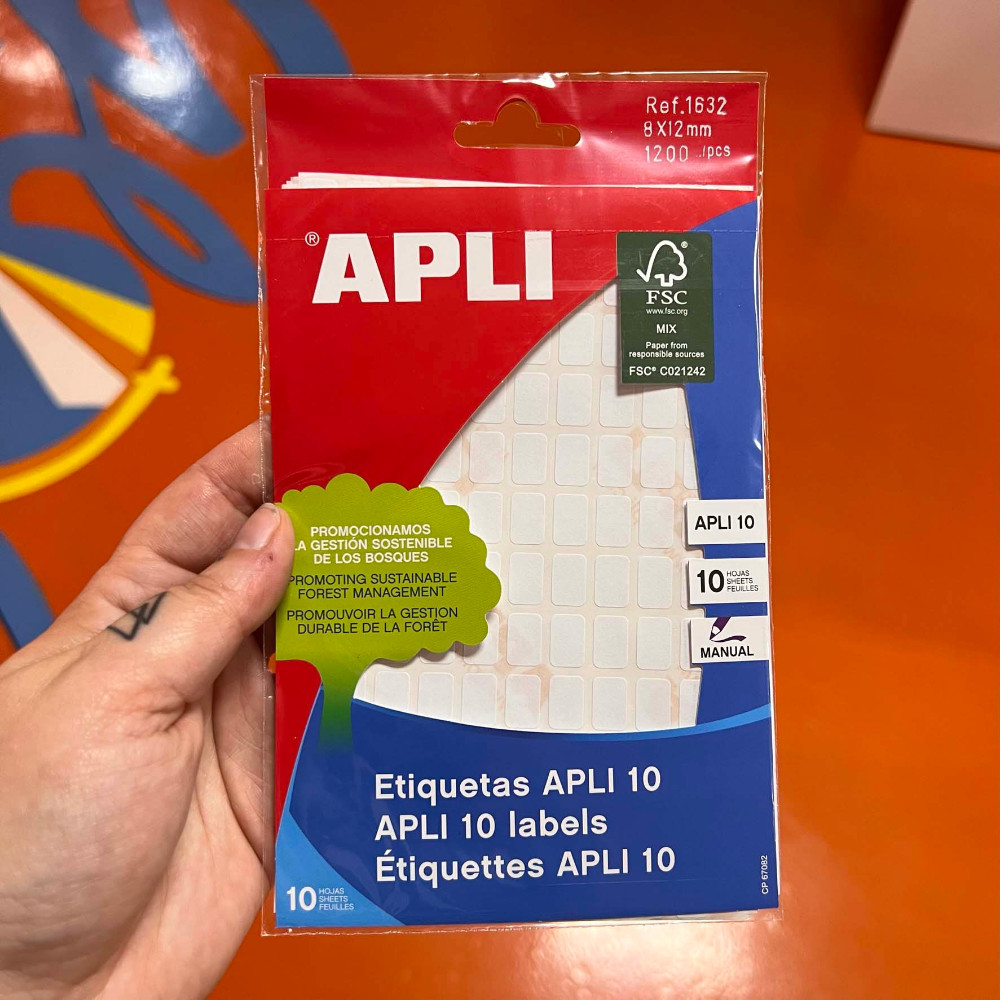 Ref.1632
8X12mm
1200 ./pcs
® APLI
®
FSC
www.fsc.org
MIX
Paper from
responsible sources
FSC® C021242
PROMOCIONAMOS
LA GESTIÓN SOSTENIBLE
DE LOS BOSQUES
PROMOTING SUSTAINABLE
FOREST MANAGEMENT
PROMOUVOIR LA GESTION
DURABLE DE LA FORÊT
APLI 10
10 HOJAS
SHEETS
FEUILLES
MANUAL
Etiquetas APLI 10
APLI 10 labels
Étiquettes APLI 10
10 HOJAS
SHEETS
FEUILLES
CP 67082